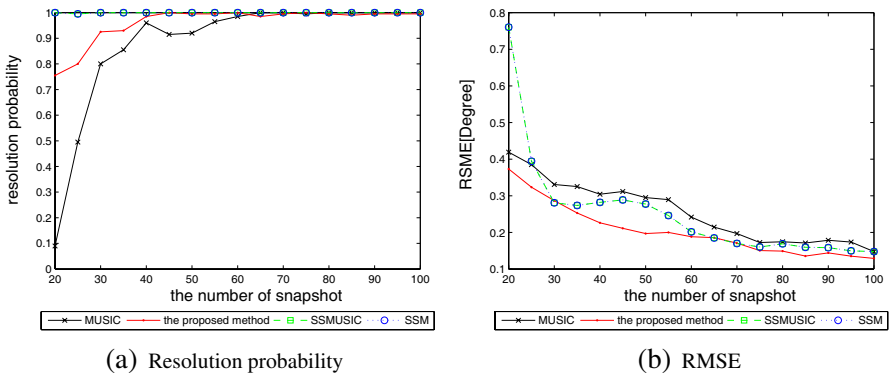 1
0.9
0.8
0.7
0.6
0.5
0.4
0.3
0.2
0.1
0
resolution probability
20 30 40 50 60 70 80 90 100
the number of snapshot
MUSIC the proposed method SSMUSIC SSM
(a) Resolution probability
0.8
0.7
0.6
0.5
0.4
0.3
0.2
0.1
RSME[Degree]
20 30 40 50 60 70 80 90 100
the number of snapshot
MUSIC the proposed method SSMUSIC SSM
(b) RMSE